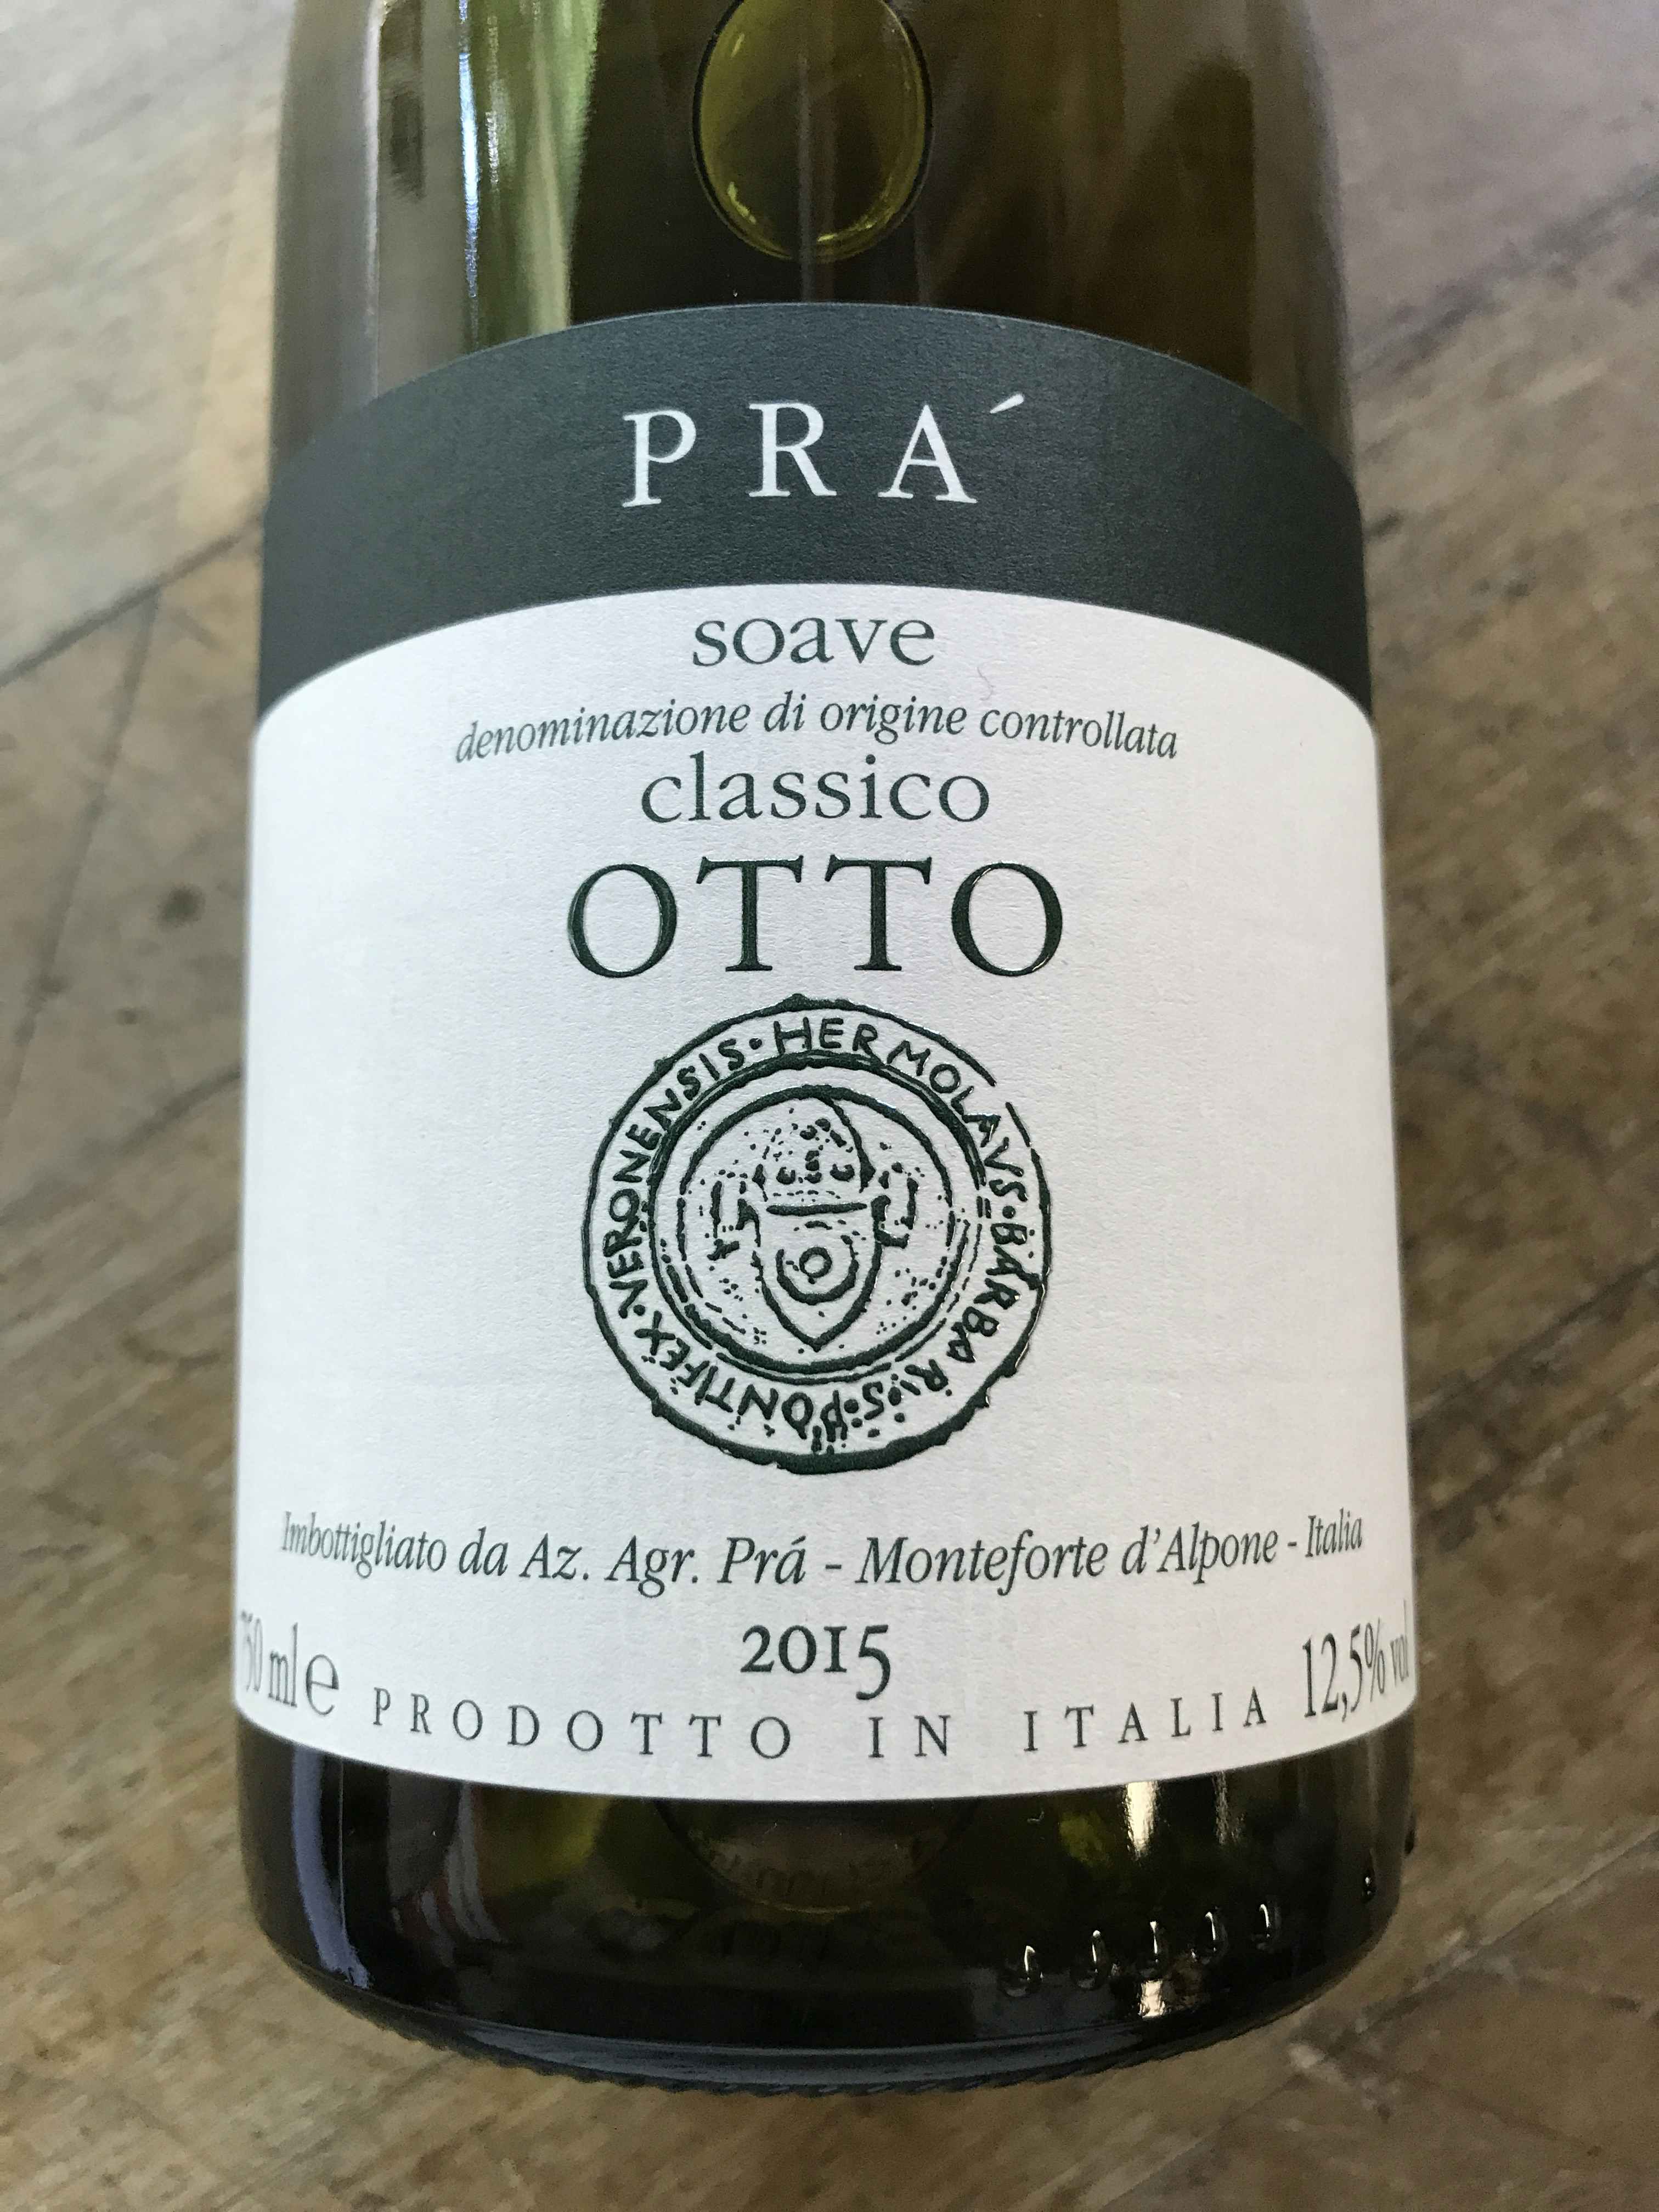 PRA´
soave
denominazione di origine controllata
classico
OTTO
HERMOLAVS·BARBARVS·PONTIFEX·VERONENSIS·
Imbottigliato da Az. Agr. Prá - Monteforte d'Alpone - Italia
2015
750 ml e PRODOTTO IN ITALIA 12,5% vol